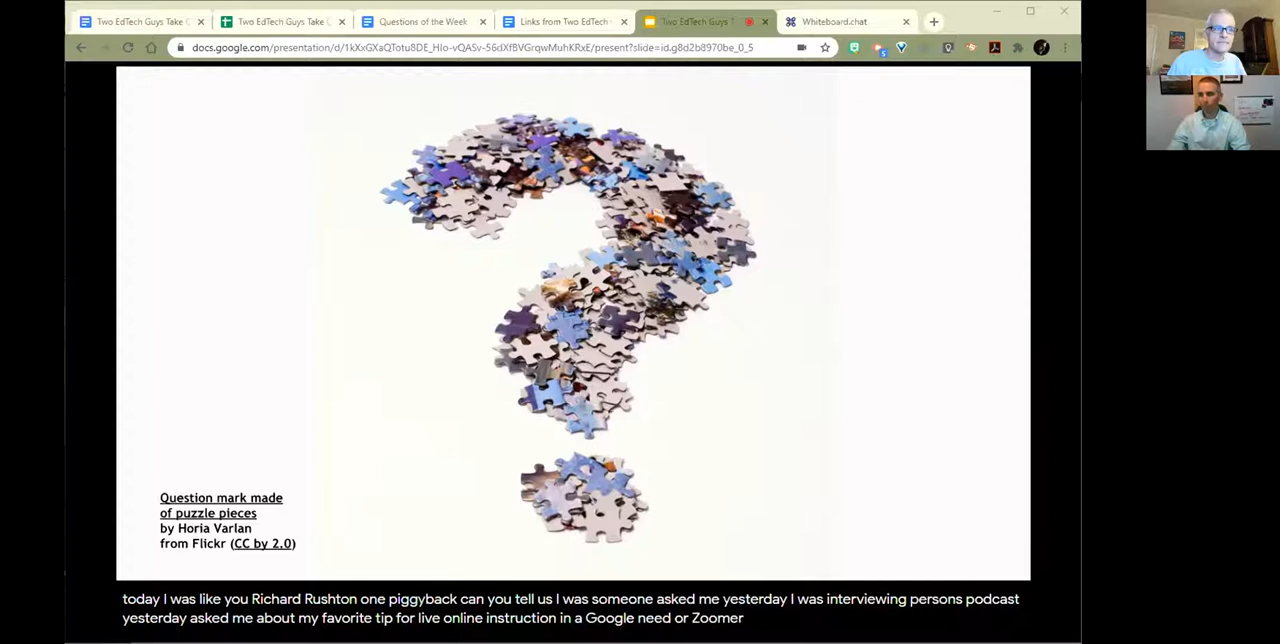 Two EdTech Guys Take C
Two EdTech Guys Take C
Questions of the Week
Links from Two EdTech
Two EdTech Guys T
Whiteboard.chat
docs.google.com/presentation/d/1kXxGXaQTotu8DE_HIo-vQASv-56dXfBVGrqwMuhKRxE/present?slide=id.g8d2b8970be_0_5
5
Question mark made
of puzzle pieces
by Horia Varlan
from Flickr (CC by 2.0)
today I was like you Richard Rushton one piggyback can you tell us I was someone asked me yesterday I was interviewing persons podcast
yesterday asked me about my favorite tip for live online instruction in a Google need or Zoomer